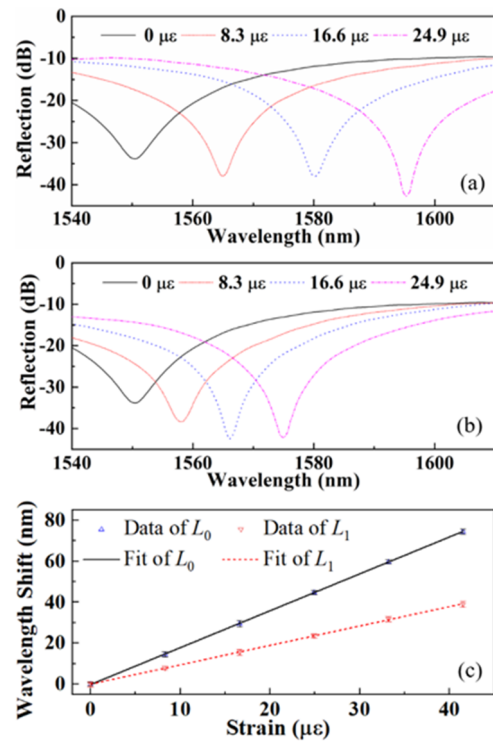 0
0 με 8.3 με 16.6 με 24.9 με
-10
-20
-30
-40
Reflection (dB)
(a)
1540 1560 1580 1600
Wavelength (nm)
0
0 με 8.3 με 16.6 με 24.9 με
-10
-20
-30
-40
Reflection (dB)
(b)
1540 1560 1580 1600
Wavelength (nm)
80
60
40
20
0
Wavelength Shift (nm)
Data of L0 Data of L1
Fit of L0 Fit of L1
(c)
0 10 20 30 40
Strain (με)